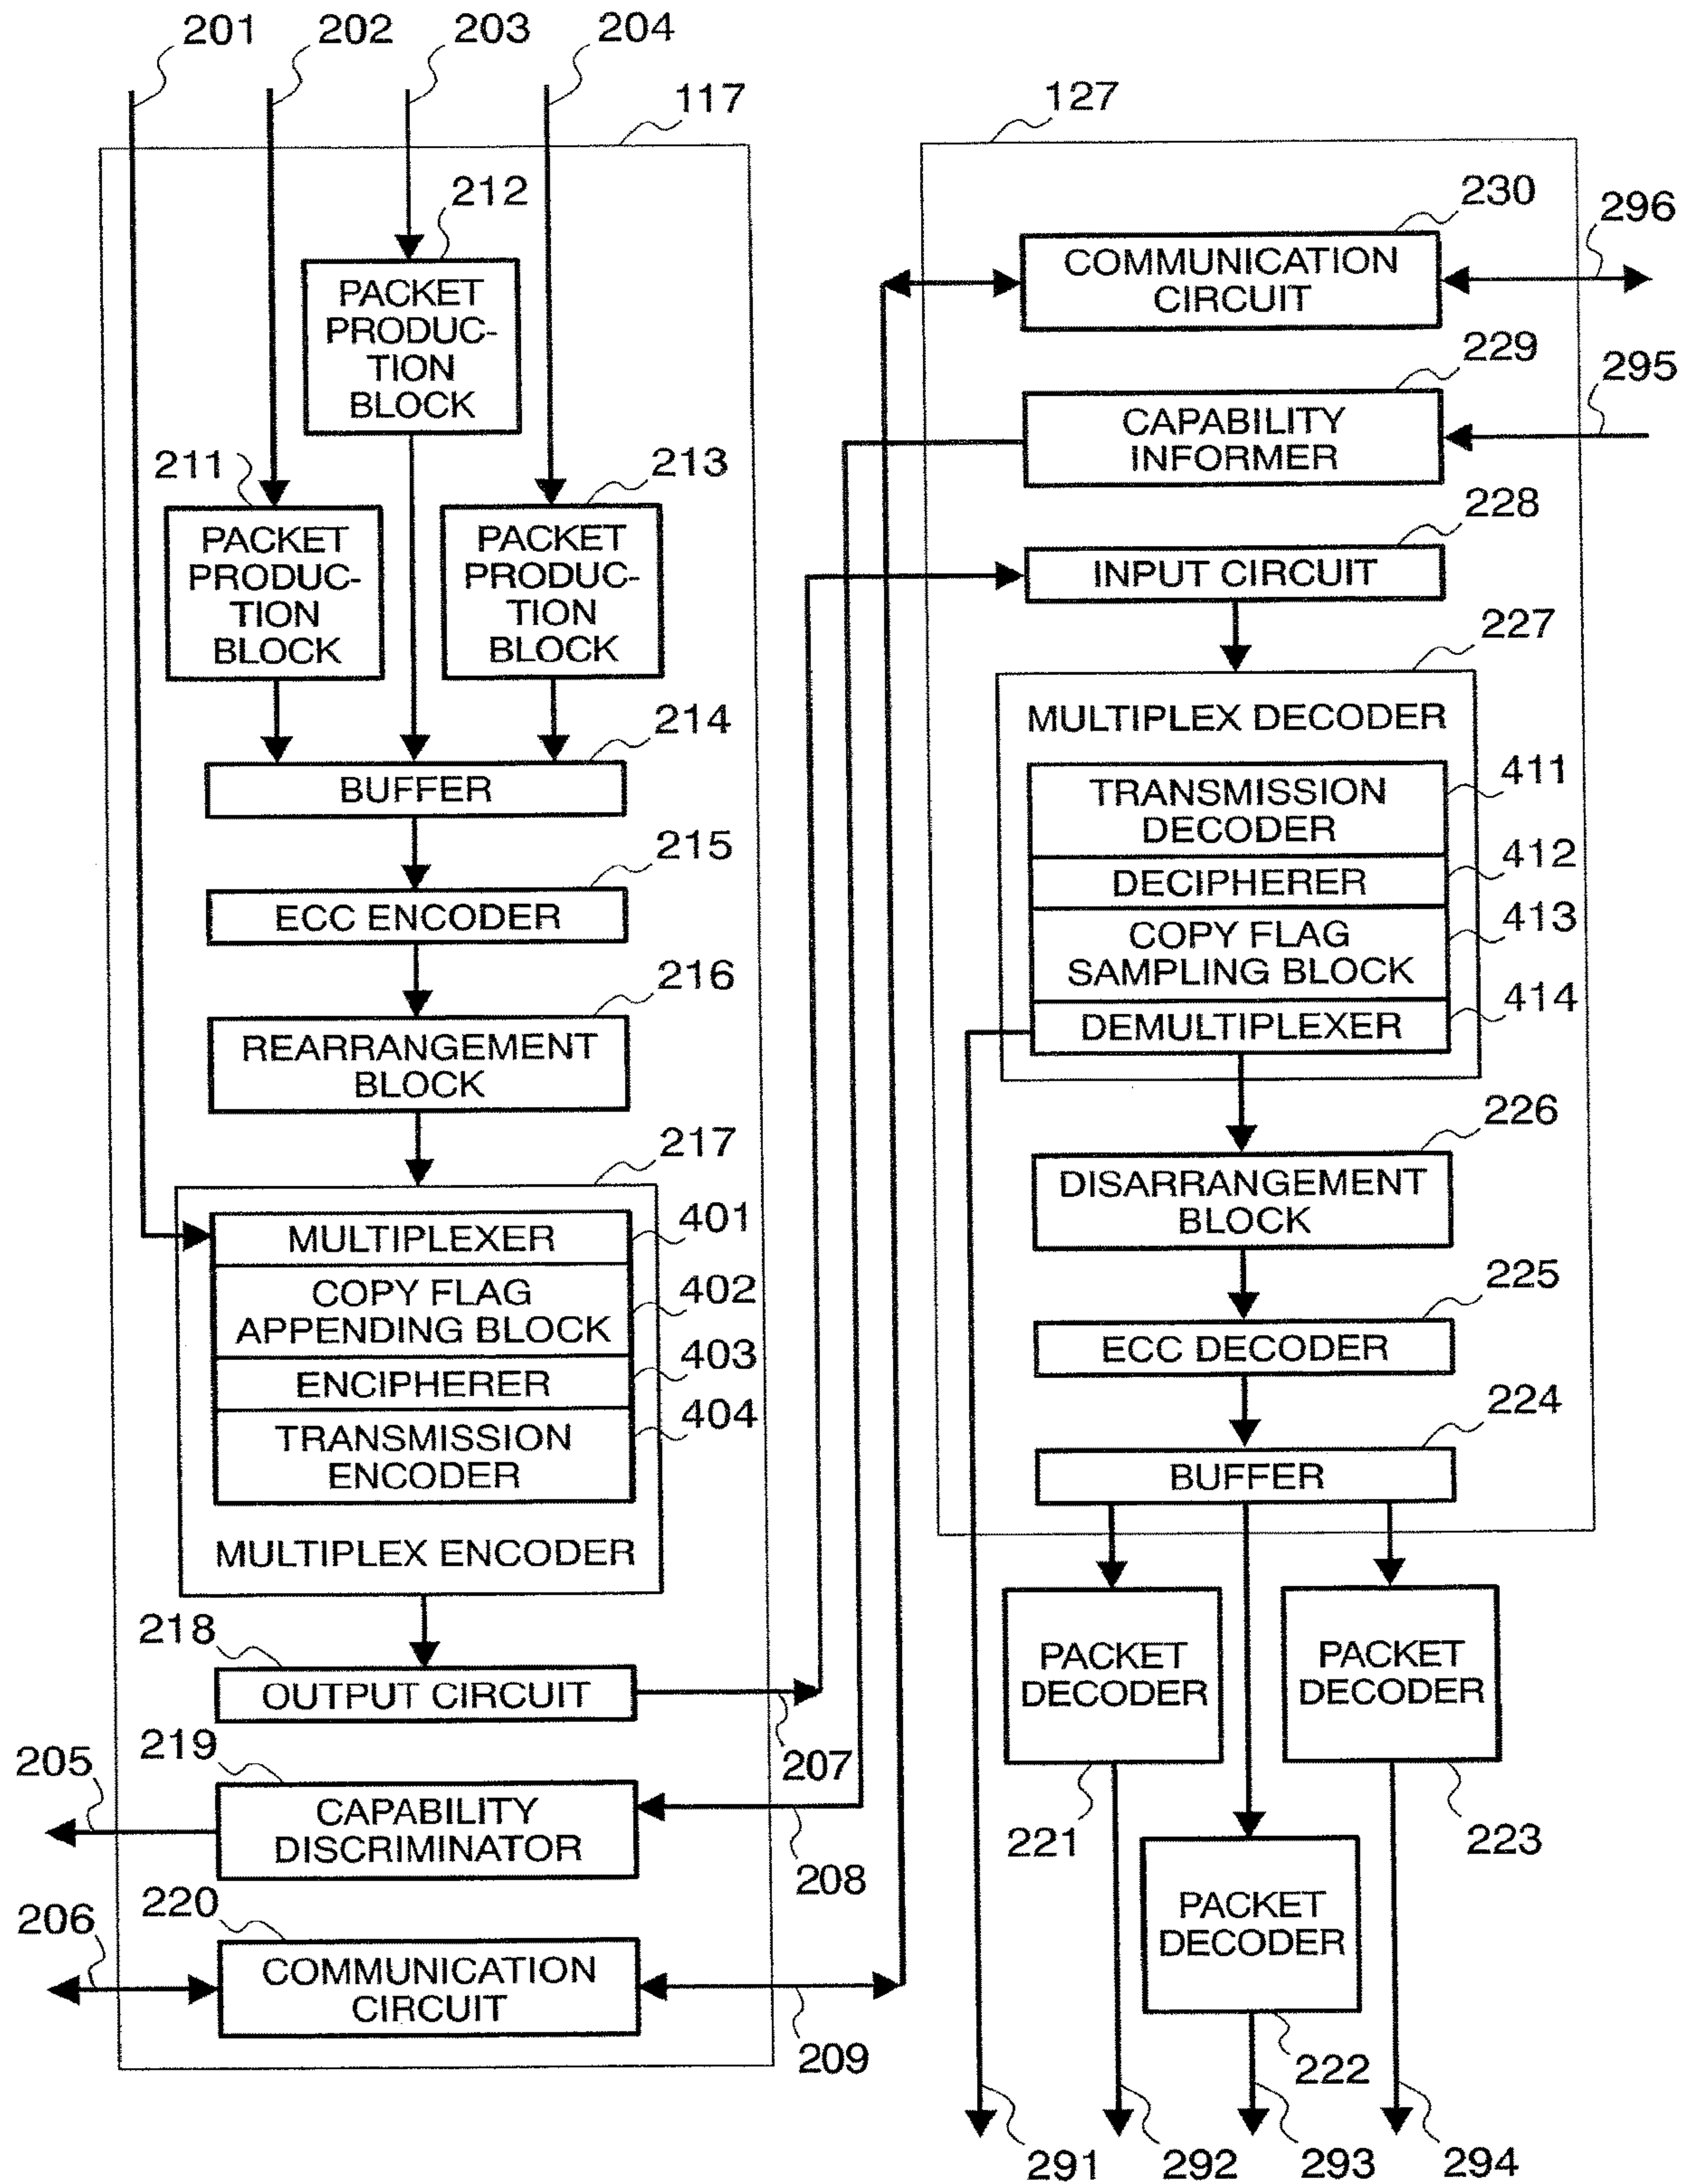 201
202
203
204
117
212
PACKET
PRODUC-
TION
BLOCK
211
PACKET
PRODUC-
TION
BLOCK
213
PACKET
PRODUC-
TION
BLOCK
214
BUFFER
215
ECC ENCODER
216
REARRANGEMENT
BLOCK
217
MULTIPLEXER
401
COPY FLAG
APPENDING BLOCK
402
ENCIPHERER
403
TRANSMISSION
ENCODER
404
MULTIPLEX ENCODER
218
OUTPUT CIRCUIT
207
219
205
CAPABILITY
DISCRIMINATOR
208
220
206
COMMUNICATION
CIRCUIT
209
127
230
COMMUNICATION
CIRCUIT
296
229
CAPABILITY
INFORMER
295
228
INPUT CIRCUIT
227
MULTIPLEX DECODER
TRANSMISSION
DECODER
411
DECIPHERER
412
COPY FLAG
SAMPLING BLOCK
413
DEMULTIPLEXER
414
226
DISARRANGEMENT
BLOCK
225
ECC DECODER
224
BUFFER
PACKET
DECODER
221
PACKET
DECODER
223
PACKET
DECODER
222
291
292
293
294